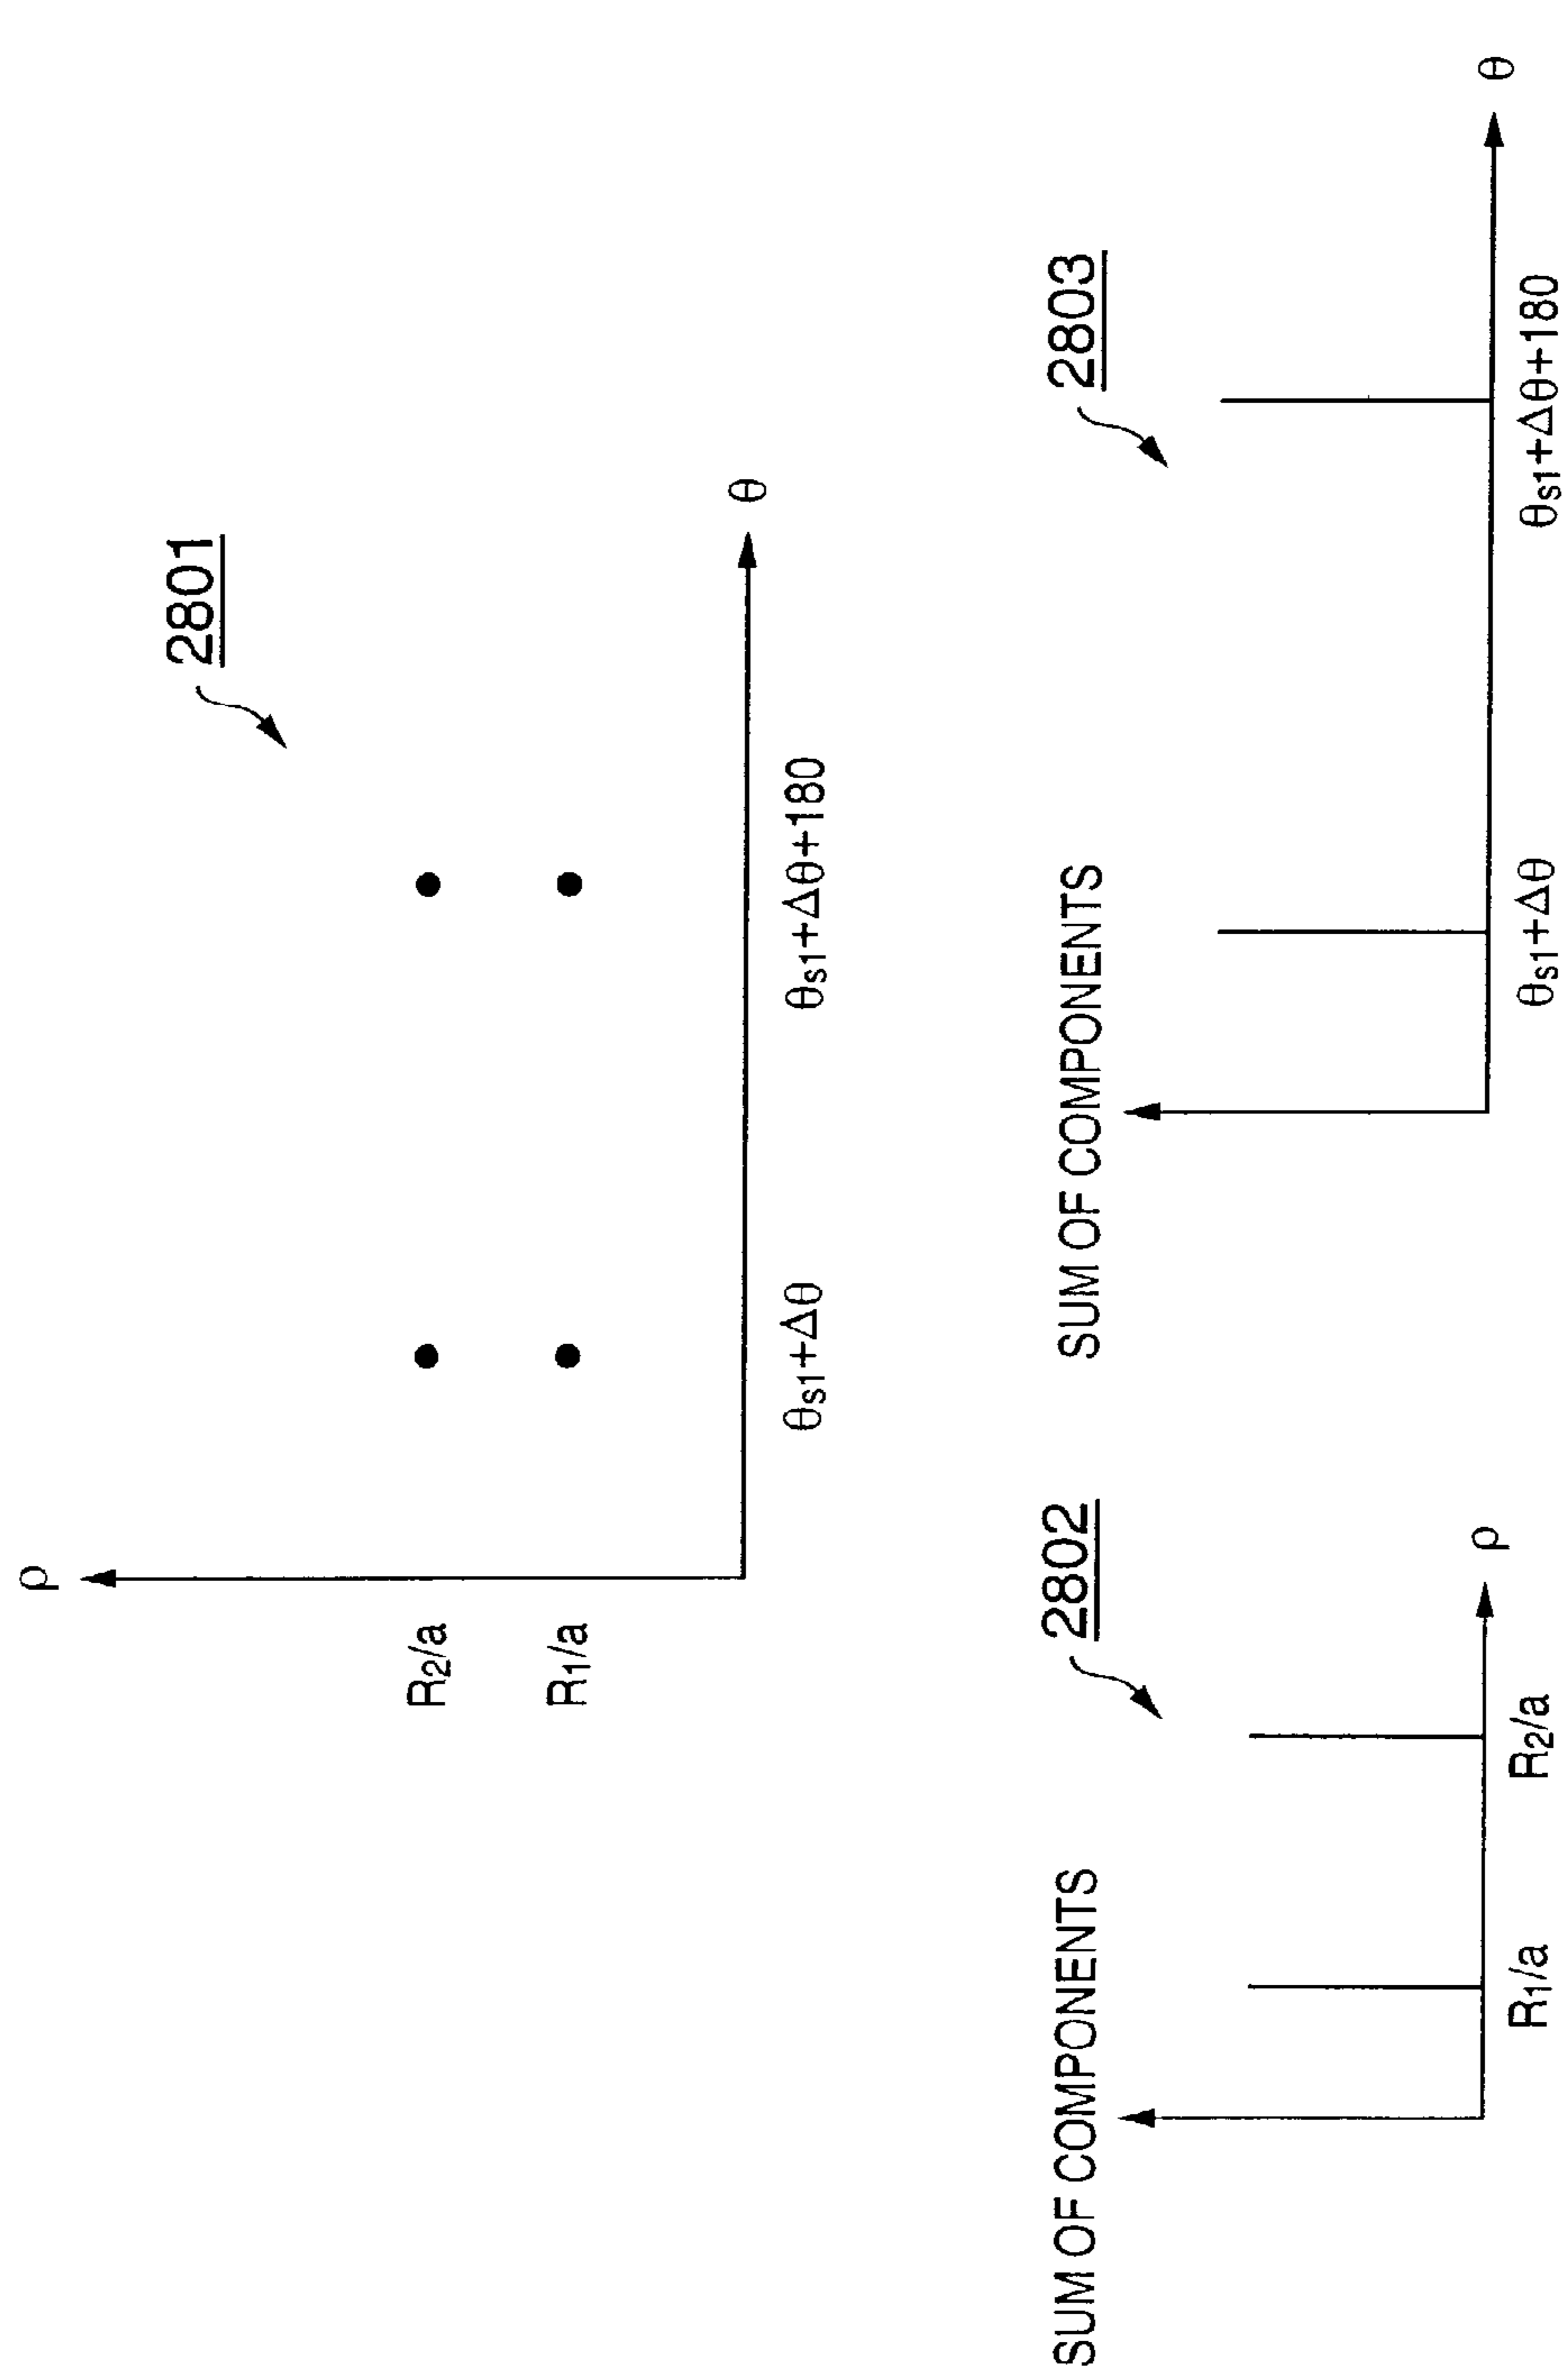 2801
ρ
R₂/a
R₁/a
θs1+Δθ
θs1+Δθ+180
θ
2802
SUM OF COMPONENTS
R₁/a
R₂/a
ρ
2803
SUM OF COMPONENTS
θs1+Δθ
θs1+Δθ+180
θ